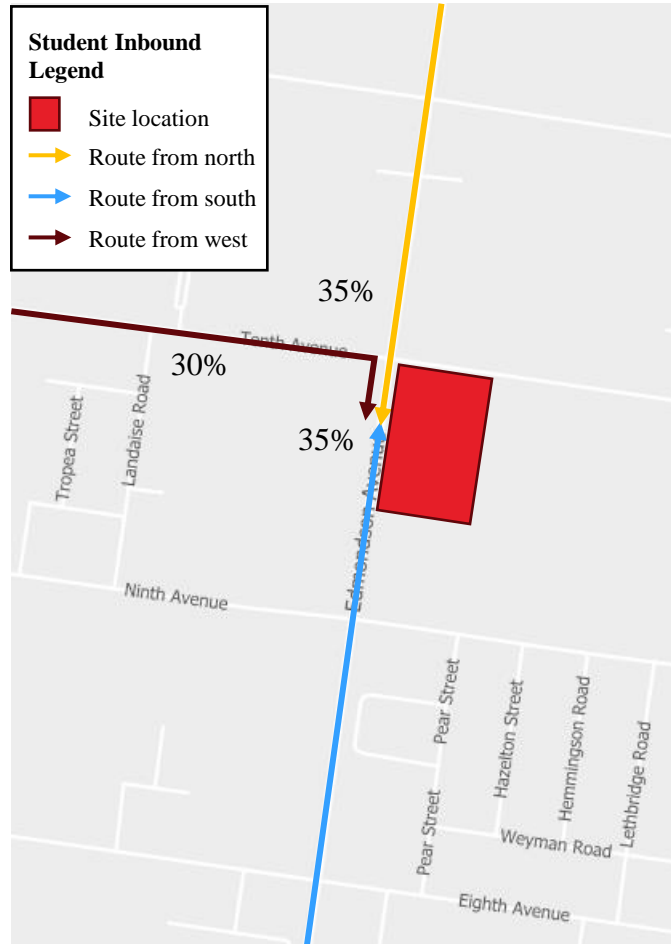 Student Inbound
Legend
Site location
Route from north
Route from south
Route from west
35%
Tenth Avenue
30%
35%
Tropea Street
Landaise Road
Edmondson Avenue
Ninth Avenue
Pear Street
Hazelton Street
Hemmingson Road
Lethbridge Road
Pear Street
Weyman Road
Eighth Avenue